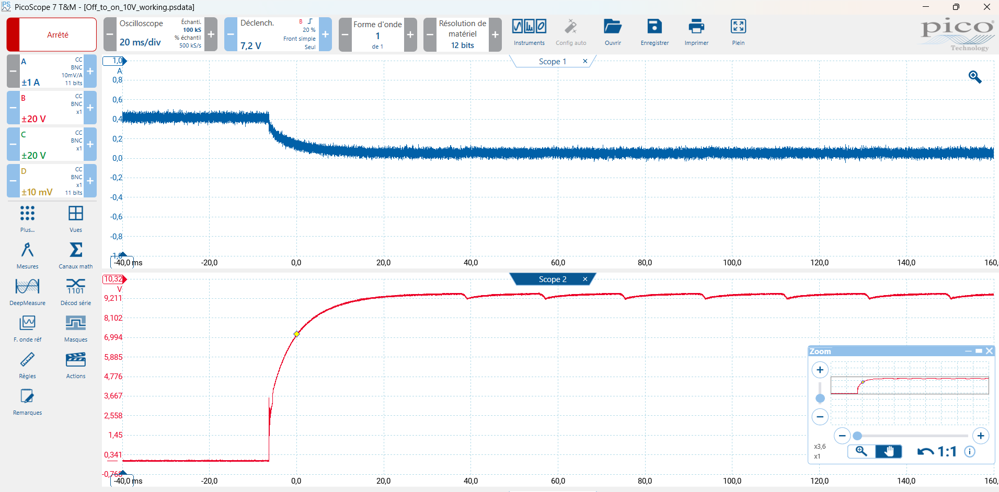 PicoScope 7 T&M - [Off_to_on_10V_working.psdata]
Arrêté
Oscilloscope
20 ms/div
Échanti.
100 kS
% échantil
500 kS/s
Déclench.
7,2 V
B
20 %
Front simple
Seul
Forme d'onde
1
de 1
Résolution de
matériel
12 bits
Instruments
Config auto
Ouvrir
Enregistrer
Imprimer
Plein
pico
Technology
A
±1 A
CC
BNC
10mV/A
11 bits
B
±20 V
CC
BNC
x1
C
±20 V
CC
BNC
x1
D
±10 mV
CC
BNC
x1
11 bits
Plus...
Vues
Mesures
Canaux math
DeepMeasure
1101
Décod série
F. onde réf
Masques
Règles
Actions
Remarques
Scope 1
1,0
A
0,8
0,6
0,4
0,2
0,0
-0,2
-0,4
-0,6
-0,8
-1,0
-40,0 ms
-20,0
0,0
20,0
40,0
60,0
80,0
100,0
120,0
140,0
160,
Scope 2
10,32
V
9,211
8,102
6,994
5,885
4,776
3,667
2,558
1,45
0,341
-0,768
-40,0 ms
-20,0
0,0
20,0
40,0
60,0
80,0
100,0
120,0
140,0
160,
Zoom
x3,6
x1
1:1